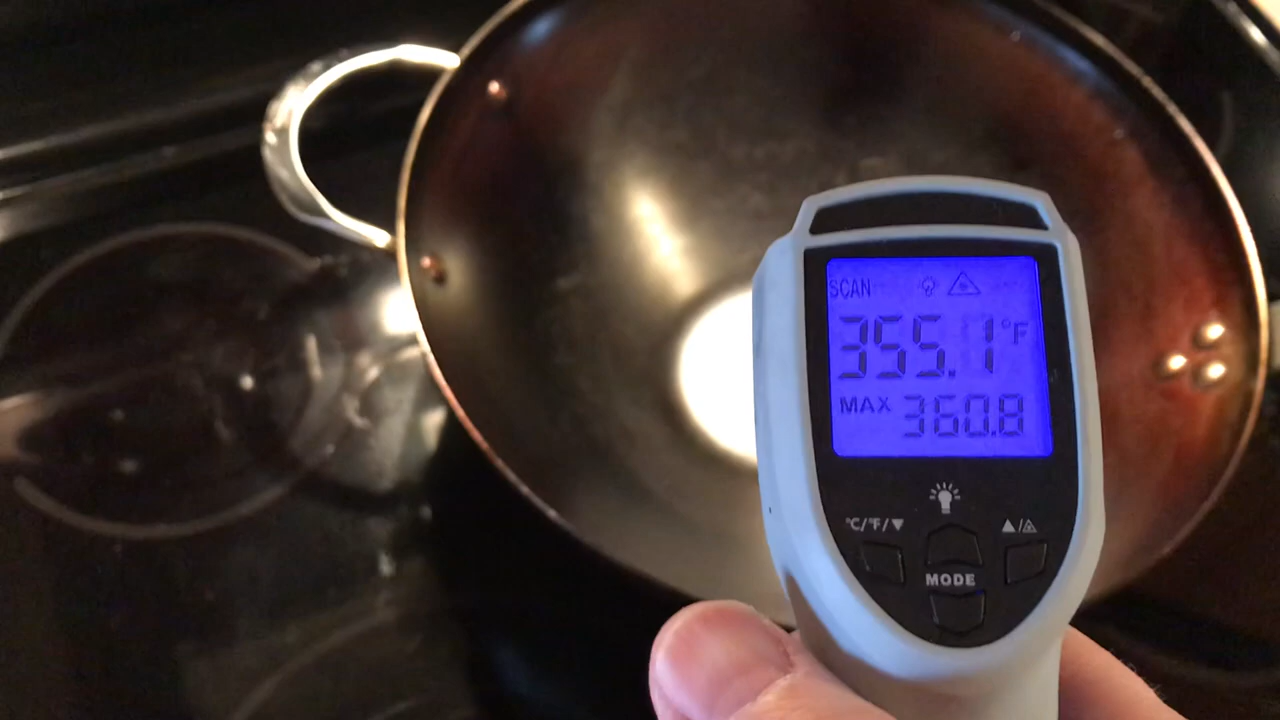 SCAN
355.1°F
MAX 360.8
°C/°F/▼ ▲/⚠
MODE